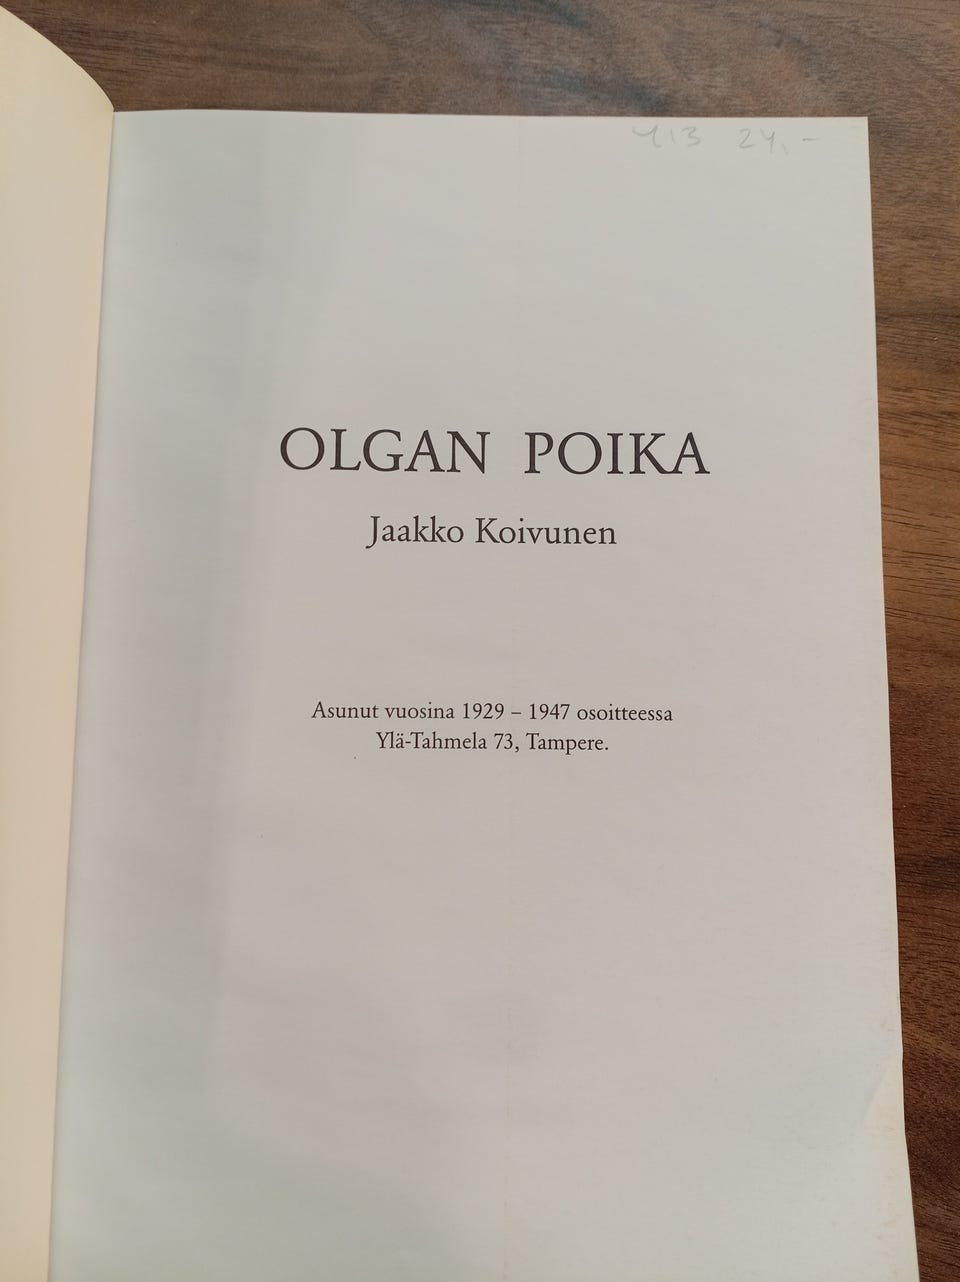 413 24,-
OLGAN POIKA
Jaakko Koivunen
Asunut vuosina 1929 – 1947 osoitteessa
Ylä-Tahmela 73, Tampere.